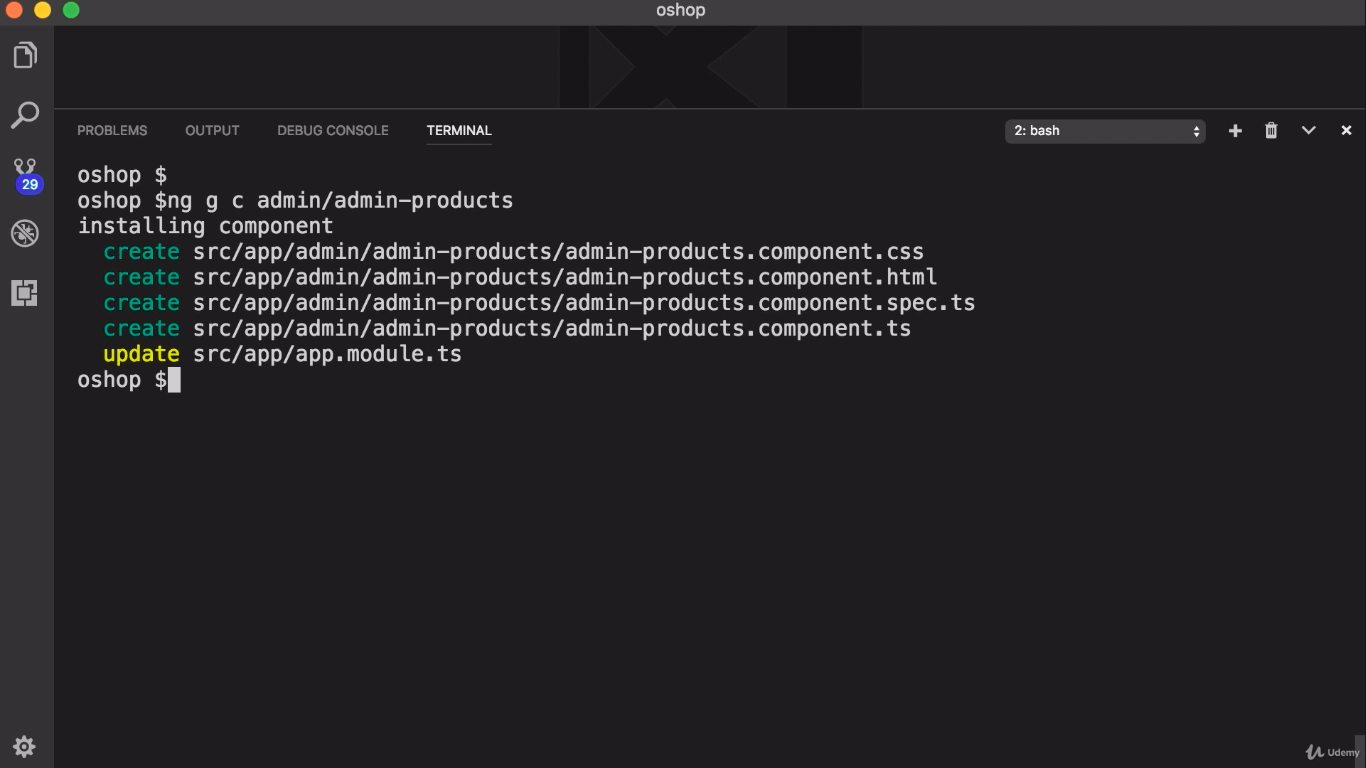 oshop
PROBLEMS OUTPUT DEBUG CONSOLE TERMINAL 2: bash
oshop $
29
oshop $ng g c admin/admin-products
installing component
create src/app/admin/admin-products/admin-products.component.css
create src/app/admin/admin-products/admin-products.component.html
create src/app/admin/admin-products/admin-products.component.spec.ts
create src/app/admin/admin-products/admin-products.component.ts
update src/app/app.module.ts
oshop $
Udemy